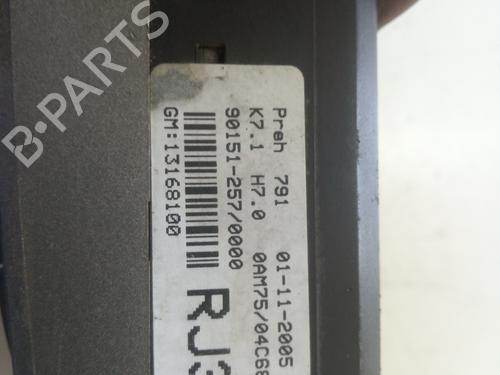 Preh 791 01-11-2005
K7.1 H7.0 0AM75/04C68
90151-257/0000
GM:13168100
RJ3
B-PARTS